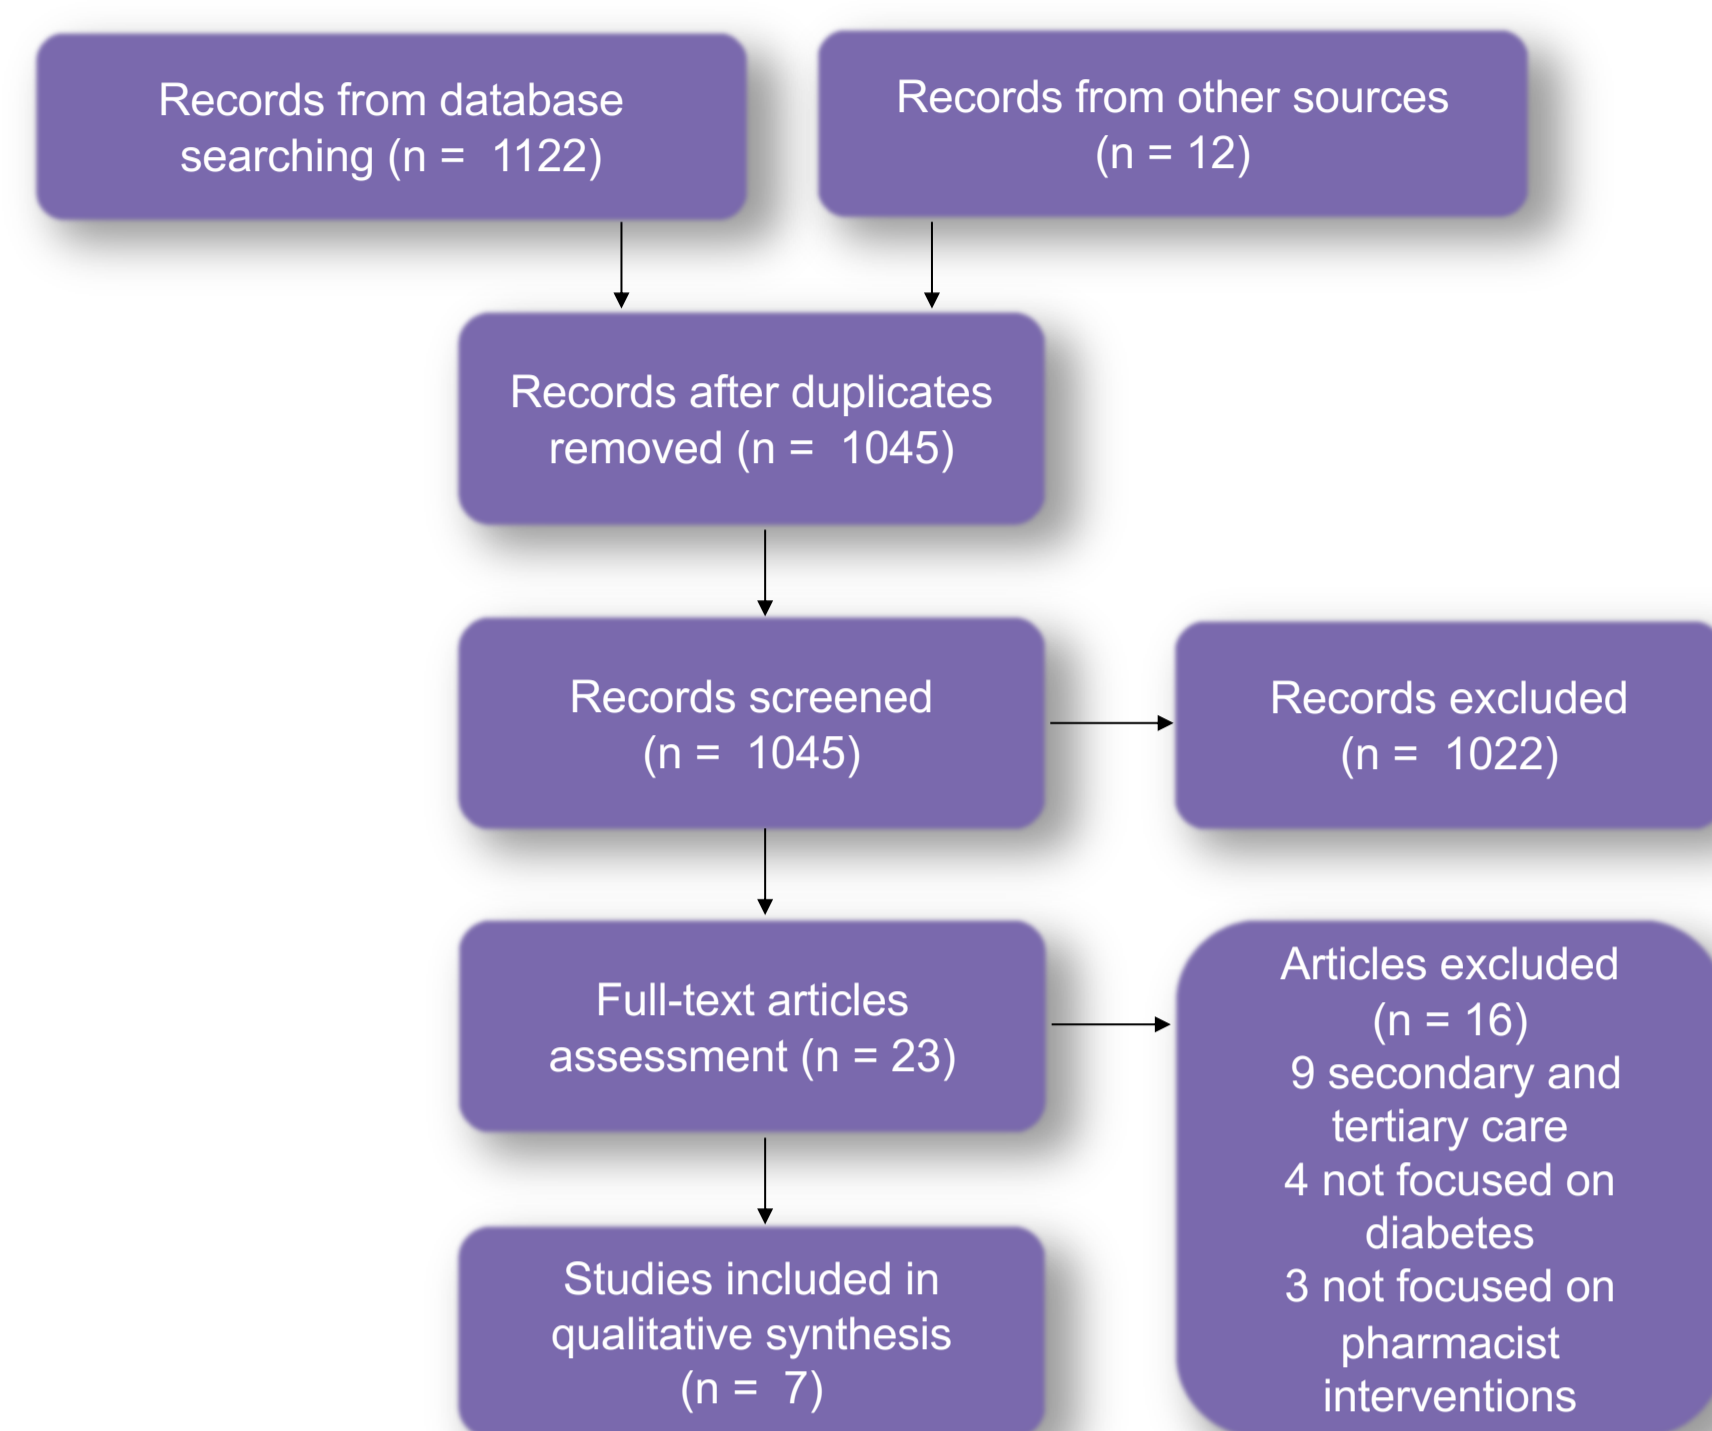 Records from database
searching (n =  1122)
Records from other sources
(n = 12)
Records after duplicates
removed (n =  1045)
Records screened
(n =  1045)
Records excluded
(n =  1022)
Full-text articles
assessment (n = 23)
Articles excluded
(n = 16)
9 secondary and
tertiary care
4 not focused on
diabetes
3 not focused on
pharmacist
interventions
Studies included in
qualitative synthesis
(n =  7)